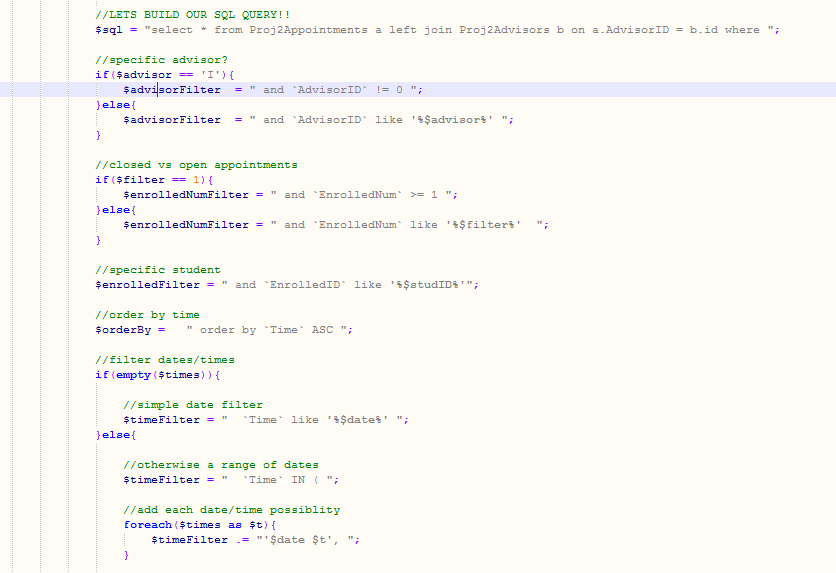 //LETS BUILD OUR SQL QUERY!!
$sql = "select * from Proj2Appointments a left join Proj2Advisors b on a.AdvisorID = b.id where ";
//specific advisor?
if($advisor == 'I'){
$advisorFilter  = " and `AdvisorID` != 0 ";
}else{
$advisorFilter  = " and `AdvisorID` like '%$advisor%' ";
}
//closed vs open appointments
if($filter == 1){
$enrolledNumFilter = " and `EnrolledNum` >= 1 ";
}else{
$enrolledNumFilter = " and `EnrolledNum` like '%$filter%'  ";
}
//specific student
$enrolledFilter = " and `EnrolledID` like '%$studID%'";
//order by time
$orderBy =   " order by `Time` ASC ";
//filter dates/times
if(empty($times)){
//simple date filter
$timeFilter = "  `Time` like '%$date%' ";
}else{
//otherwise a range of dates
$timeFilter = "  `Time` IN ( ";
//add each date/time possiblity
foreach($times as $t){
$timeFilter .= "'$date $t', ";
}